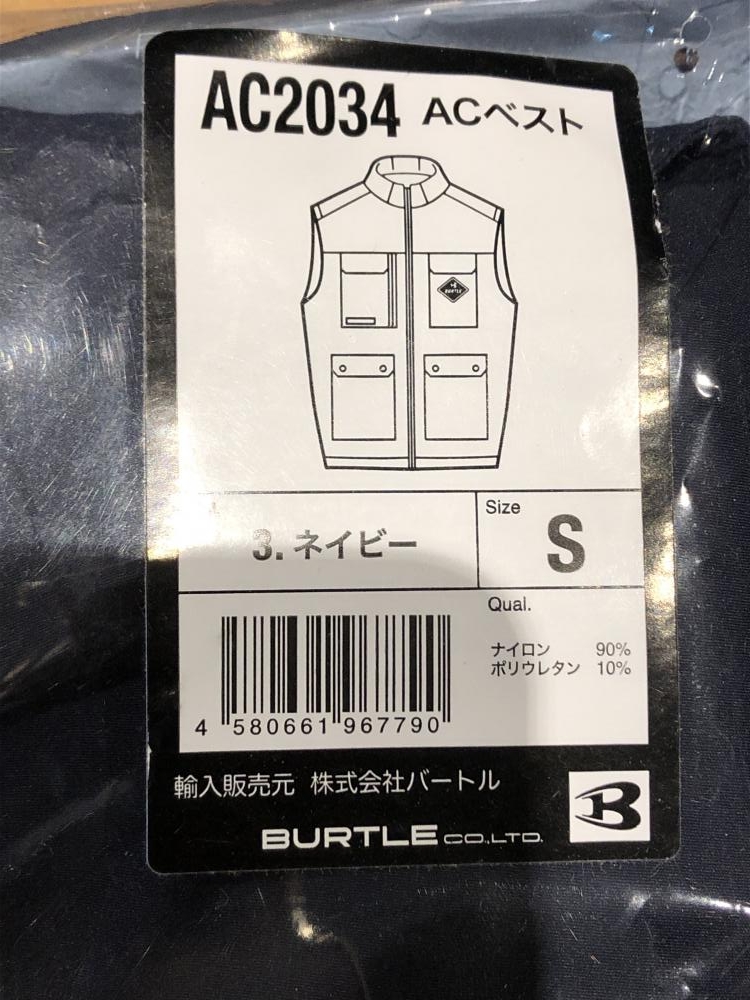 AC2034 ACベスト
BURTLE
3.ネイビー
Size
S
Qual.
ナイロン 90%
ポリウレタン 10%
4 580661 967790
輸入販売元 株式会社バートル
BURTLE CO.,LTD.